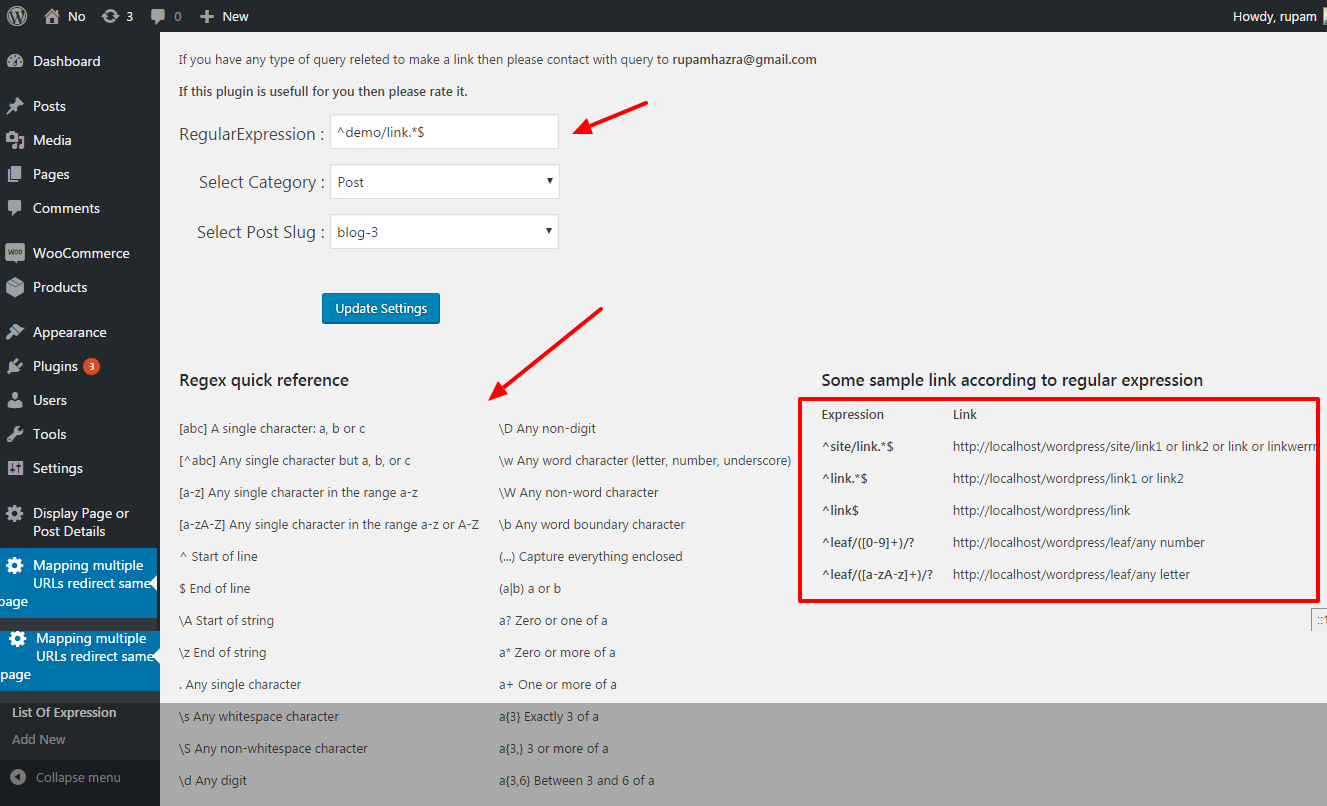 No 3 0 New Howdy, rupam
Dashboard
Posts
Media
Pages
Comments
WOO WooCommerce
Products
Appearance
Plugins 3
Users
Tools
Settings
Display Page or
Post Details
Mapping multiple
URLs redirect same
page
Mapping multiple
URLs redirect same
page
List Of Expression
Add New
Collapse menu
If you have any type of query releted to make a link then please contact with query to rupamhazra@gmail.com
If this plugin is usefull for you then please rate it.
RegularExpression : ^demo/link.*$
Select Category : Post
Select Post Slug : blog-3
Update Settings
Regex quick reference
[abc] A single character: a, b or c \D Any non-digit
[^abc] Any single character but a, b, or c \w Any word character (letter, number, underscore)
[a-z] Any single character in the range a-z \W Any non-word character
[a-zA-Z] Any single character in the range a-z or A-Z \b Any word boundary character
^ Start of line (...) Capture everything enclosed
$ End of line (a|b) a or b
\A Start of string a? Zero or one of a
\z End of string a* Zero or more of a
. Any single character a+ One or more of a
\s Any whitespace character a{3} Exactly 3 of a
\S Any non-whitespace character a{3,} 3 or more of a
\d Any digit a{3,6} Between 3 and 6 of a
Some sample link according to regular expression
Expression Link
^site/link.*$ http://localhost/wordpress/site/link1 or link2 or link or linkwerrr
^link.*$ http://localhost/wordpress/link1 or link2
^link$ http://localhost/wordpress/link
^leaf/([0-9]+)/? http://localhost/wordpress/leaf/any number
^leaf/([a-zA-z]+)/? http://localhost/wordpress/leaf/any letter
::1